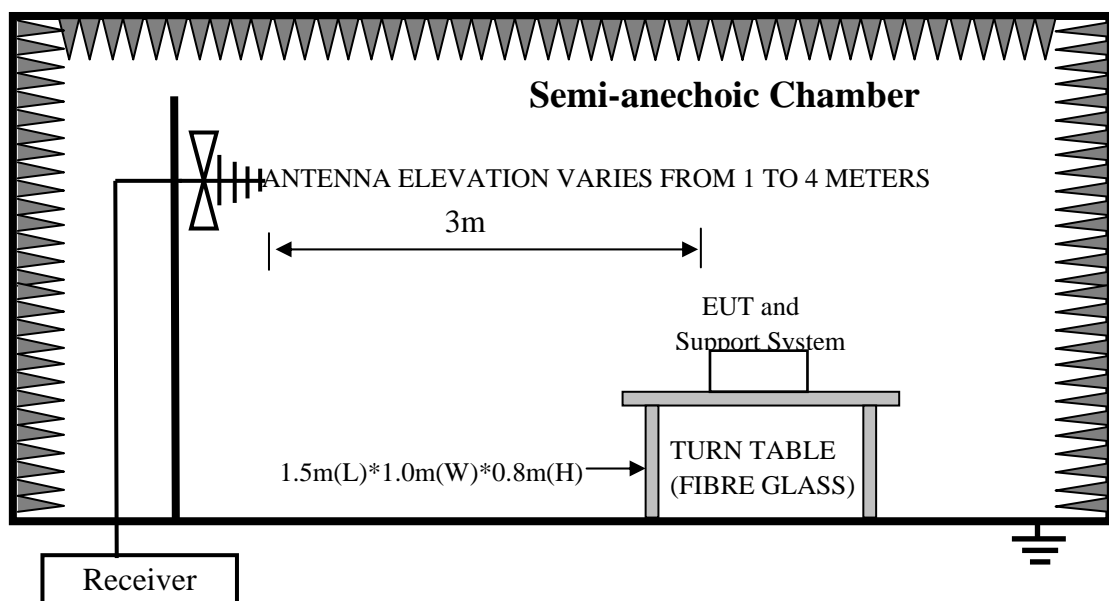 Semi-anechoic Chamber
ANTENNA ELEVATION VARIES FROM 1 TO 4 METERS
3m
EUT and
Support System
1.5m(L)*1.0m(W)*0.8m(H)
TURN TABLE
(FIBRE GLASS)
Receiver